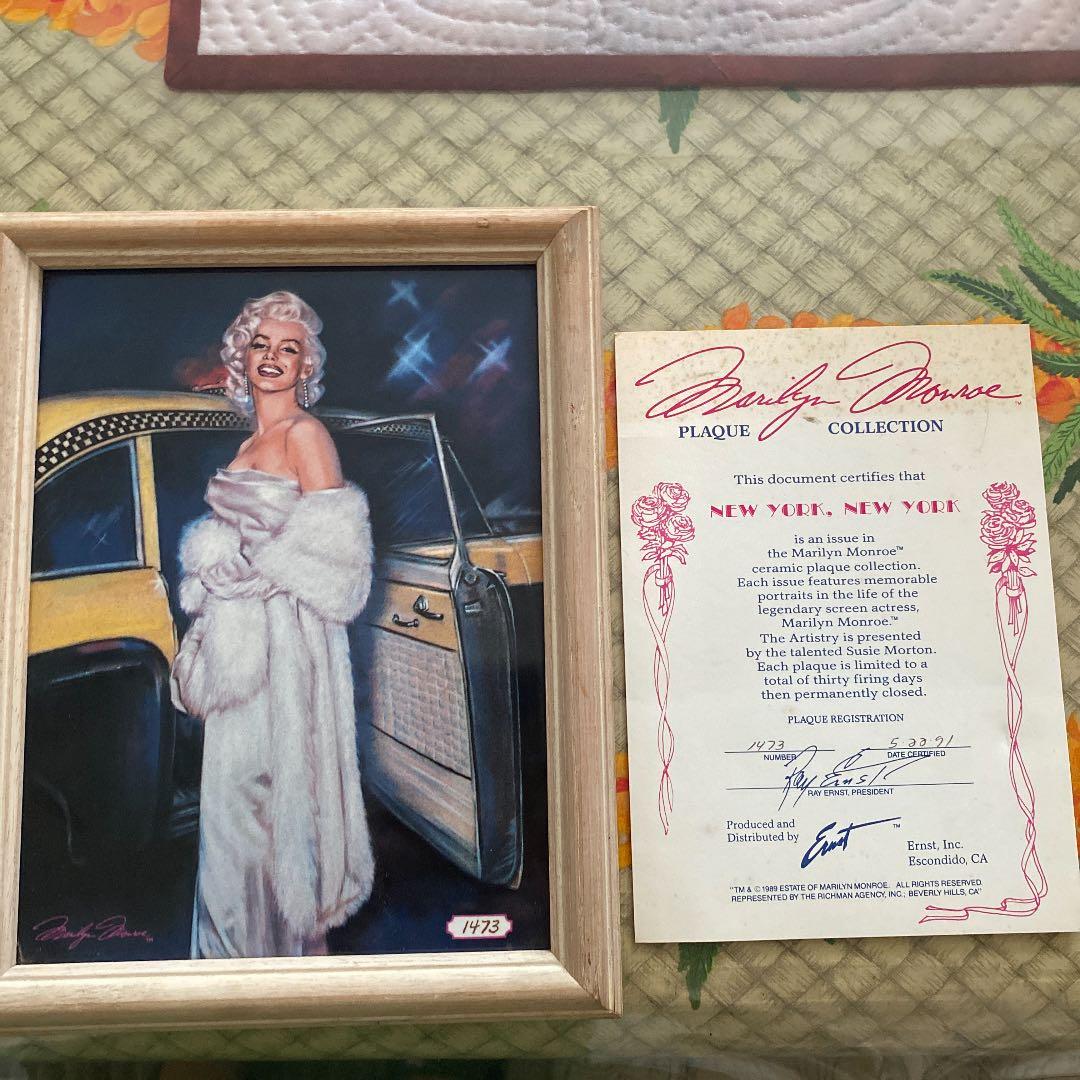 Marilyn Monroe™
1473
Marilyn Monroe™
PLAQUE COLLECTION
This document certifies that
NEW YORK, NEW YORK
is an issue in
the Marilyn Monroe™
ceramic plaque collection.
Each issue features memorable
portraits in the life of the
legendary screen actress,
Marilyn Monroe.™
The Artistry is presented
by the talented Susie Morton.
Each plaque is limited to a
total of thirty firing days
then permanently closed.
PLAQUE REGISTRATION
1473 5-22-91
NUMBER DATE CERTIFIED
Ray Ernst
RAY ERNST, PRESIDENT
Produced and
Distributed by
Ernst™
Ernst, Inc.
Escondido, CA
"TM & © 1989 ESTATE OF MARILYN MONROE. ALL RIGHTS RESERVED.
REPRESENTED BY THE RICHMAN AGENCY, INC.; BEVERLY HILLS, CA"